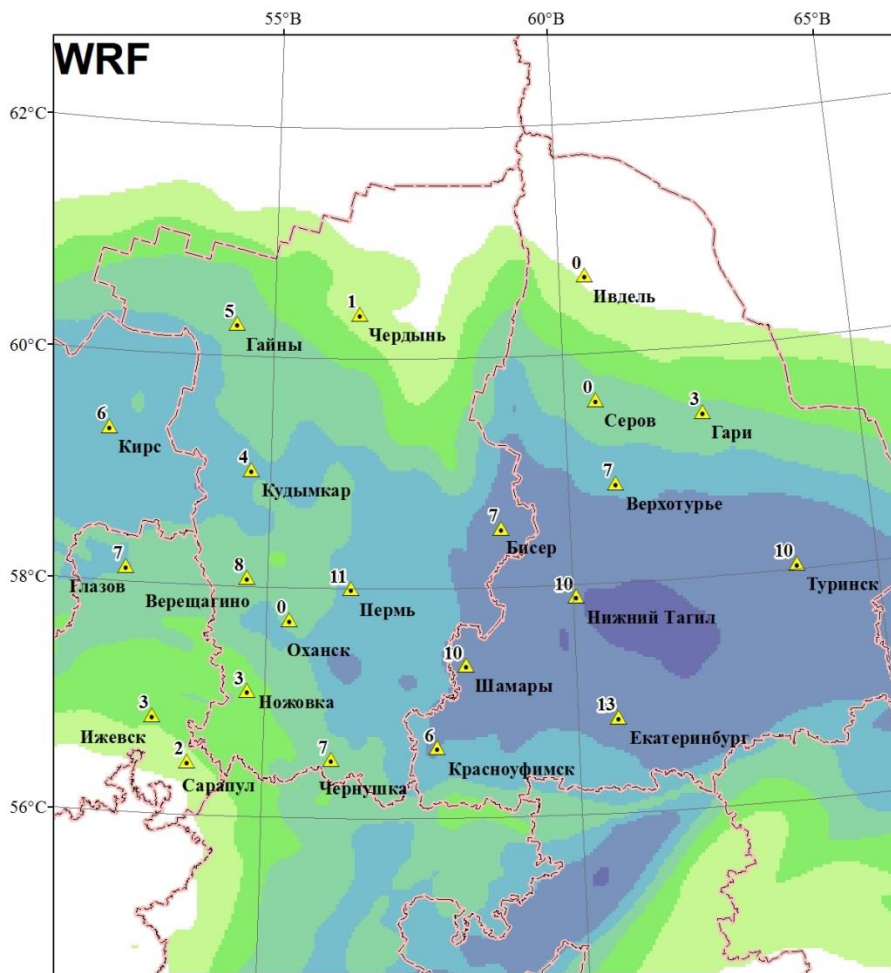 55°В 60°В 65°В
WRF
62°С
0
Ивдель
5
Гайны
1
Чердынь
60°С
0
Серов
3
Гари
6
Кирс
4
Кудымкар
7
Верхотурье
7
Бисер
7
Глазов
8
Верещагино
11
Пермь
10
Туринск
58°С
10
Нижний Тагил
0
Оханск
10
Шамары
3
Ножовка
3
Ижевск
13
Екатеринбург
6
Красноуфимск
2
Сарапул
7
Чернушка
56°С